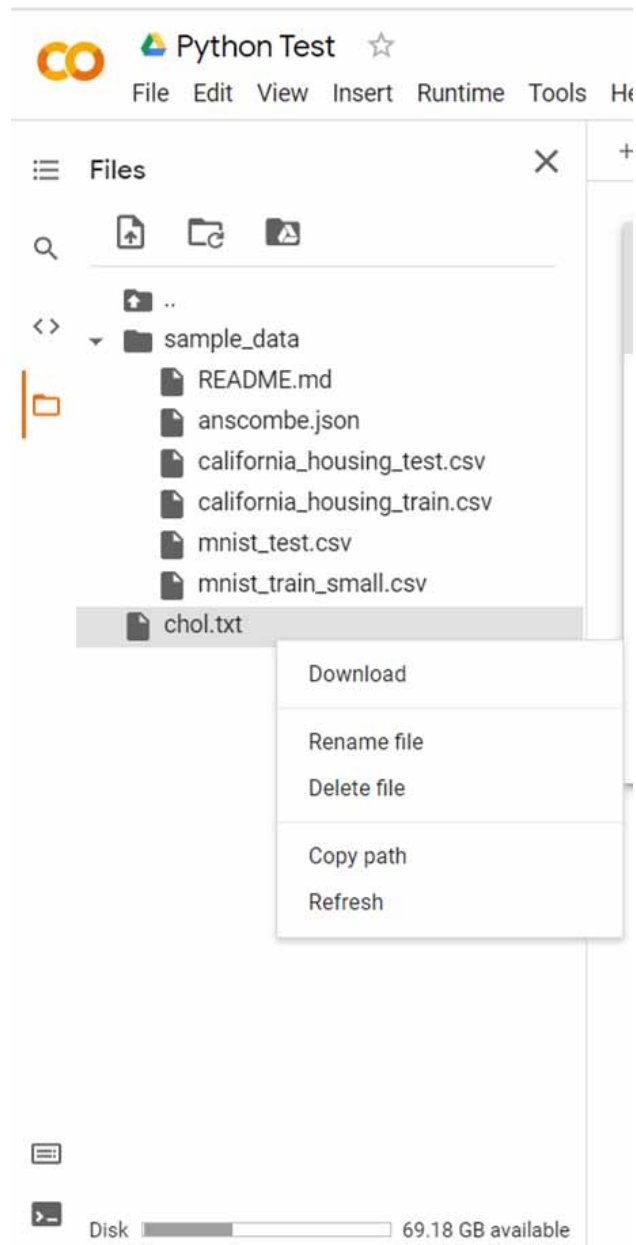 Python Test
File Edit View Insert Runtime Tools He
Files
..
sample_data
README.md
anscombe.json
california_housing_test.csv
california_housing_train.csv
mnist_test.csv
mnist_train_small.csv
chol.txt
Download
Rename file
Delete file
Copy path
Refresh
Disk 69.18 GB available